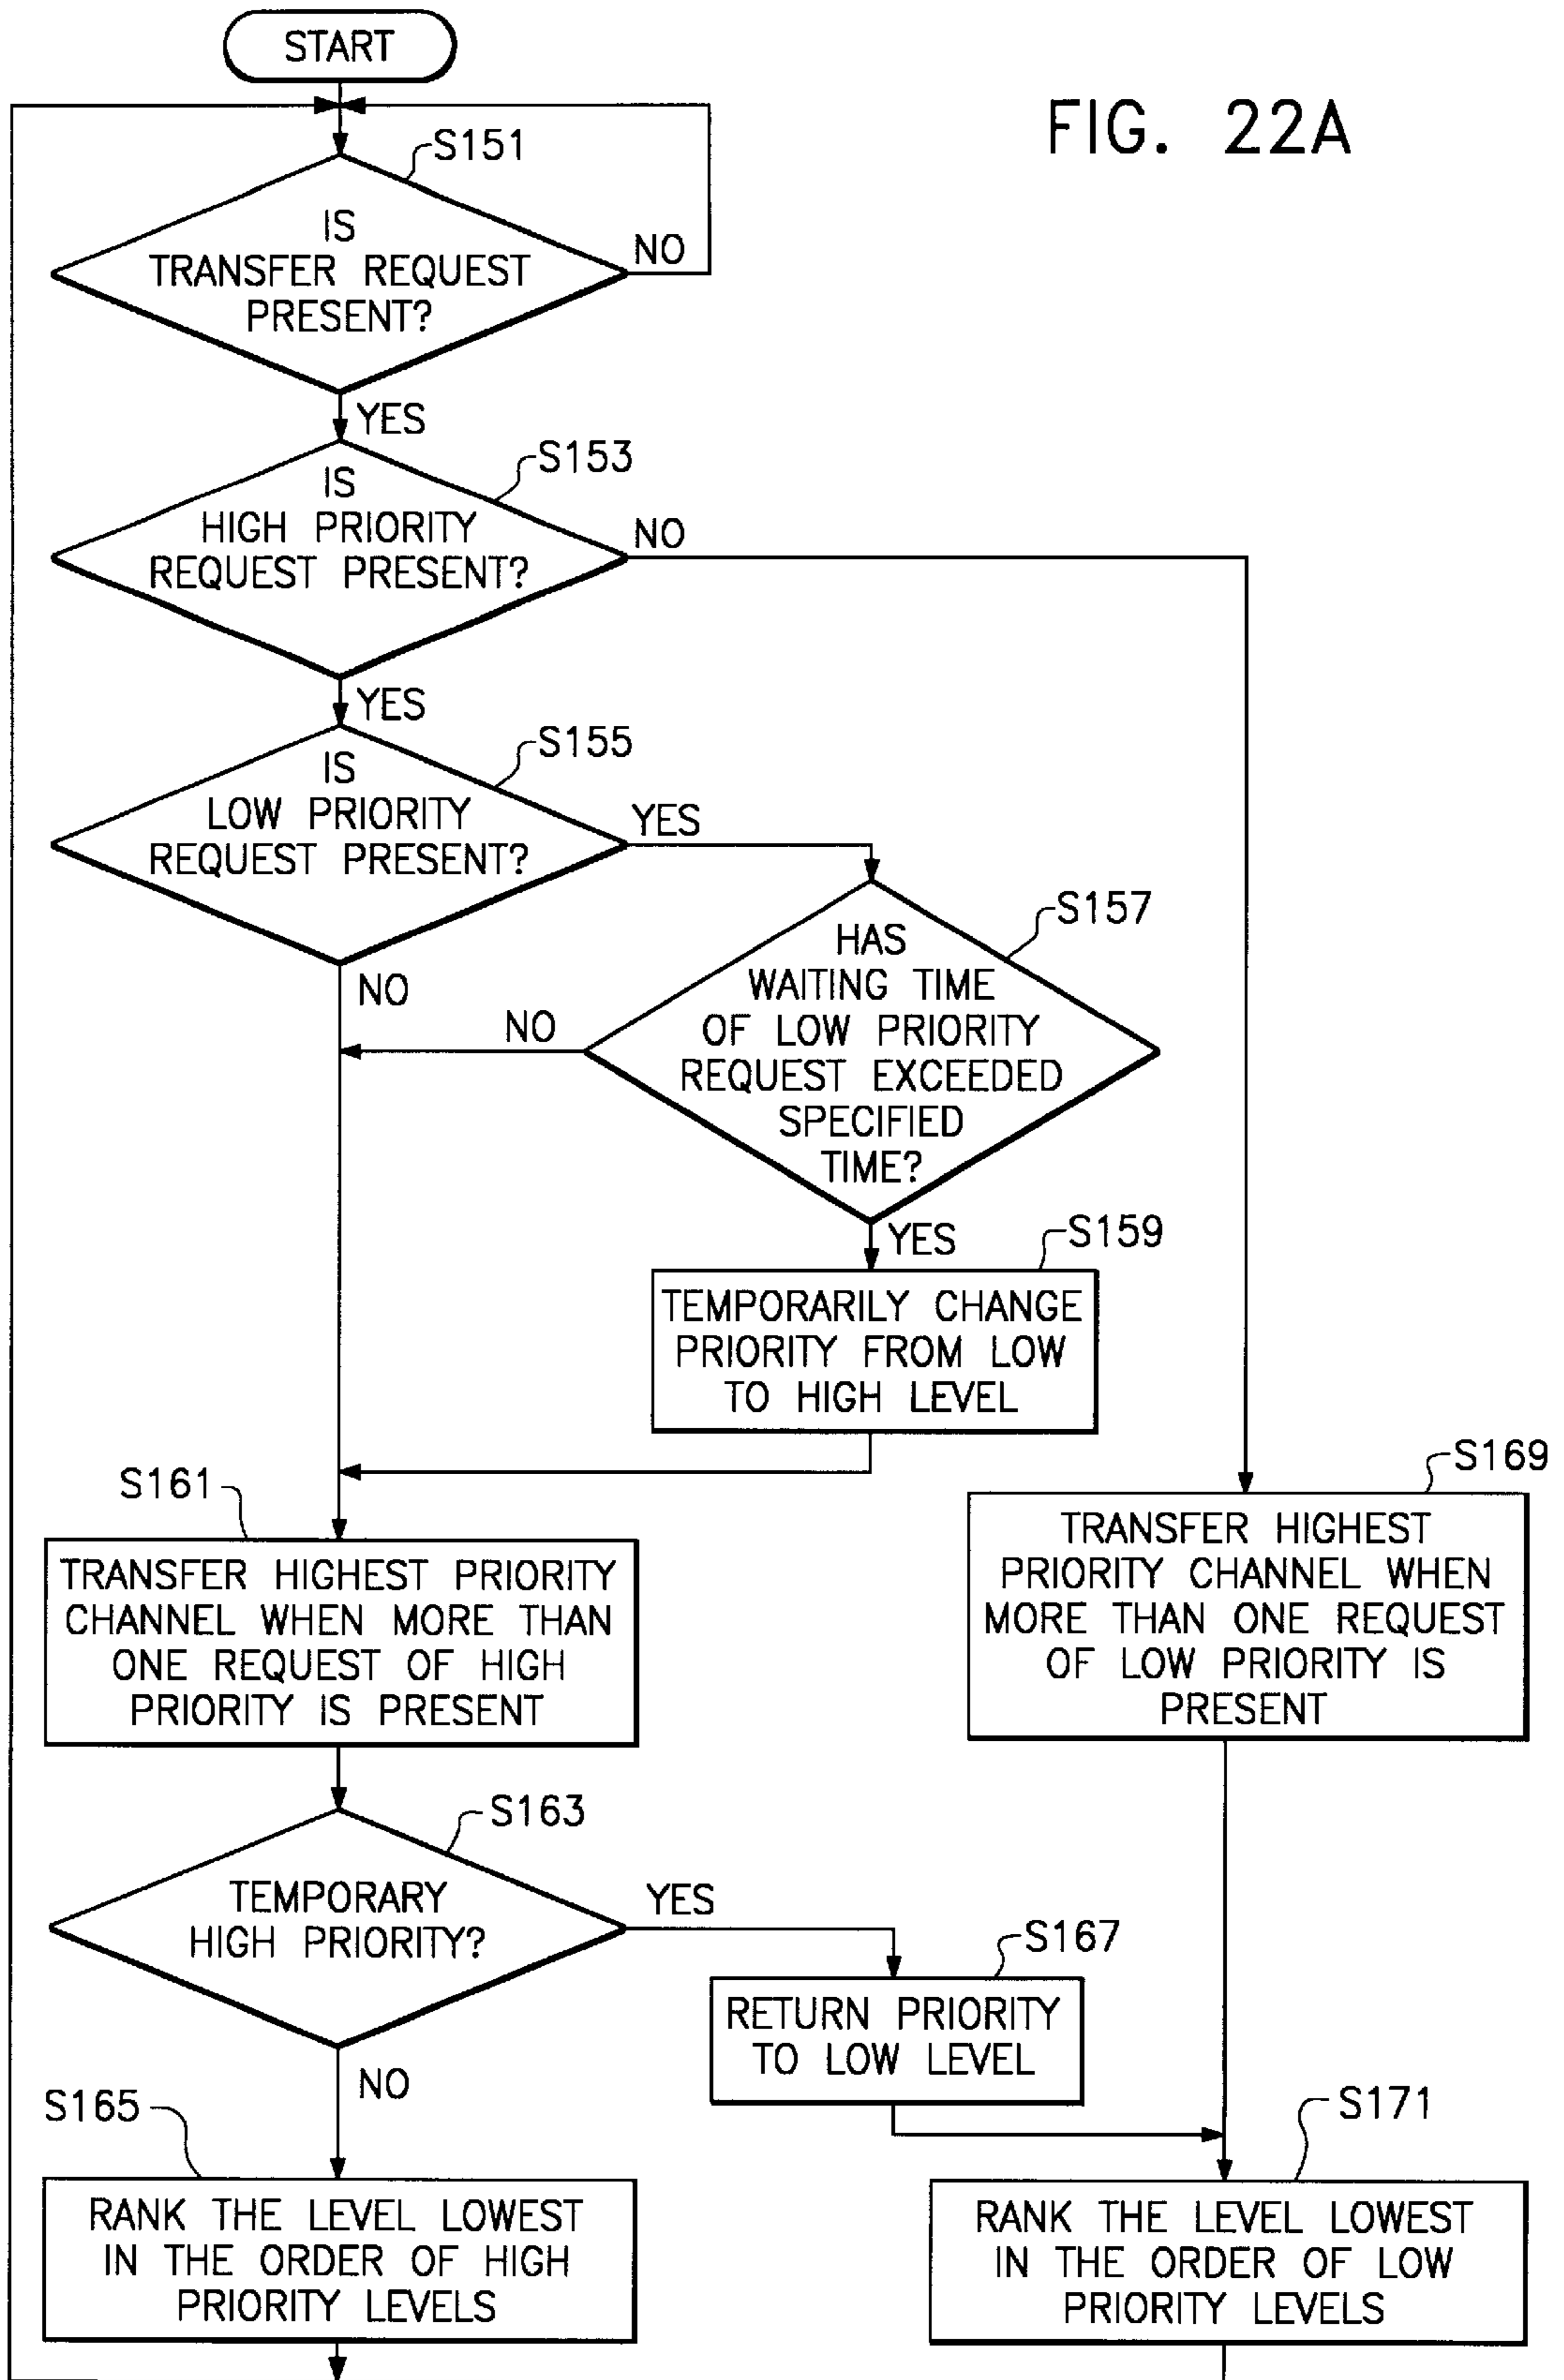 START
FIG. 22A
S151
IS
TRANSFER REQUEST
PRESENT?
NO
YES
S153
IS
HIGH PRIORITY
REQUEST PRESENT?
NO
YES
S155
IS
LOW PRIORITY
REQUEST PRESENT?
YES
NO
S157
HAS
WAITING TIME
OF LOW PRIORITY
REQUEST EXCEEDED
SPECIFIED
TIME?
NO
YES
S159
TEMPORARILY CHANGE
PRIORITY FROM LOW
TO HIGH LEVEL
S161
TRANSFER HIGHEST PRIORITY
CHANNEL WHEN MORE THAN
ONE REQUEST OF HIGH
PRIORITY IS PRESENT
S169
TRANSFER HIGHEST
PRIORITY CHANNEL WHEN
MORE THAN ONE REQUEST
OF LOW PRIORITY IS
PRESENT
S163
TEMPORARY
HIGH PRIORITY?
YES
NO
S167
RETURN PRIORITY
TO LOW LEVEL
S165
RANK THE LEVEL LOWEST
IN THE ORDER OF HIGH
PRIORITY LEVELS
S171
RANK THE LEVEL LOWEST
IN THE ORDER OF LOW
PRIORITY LEVELS